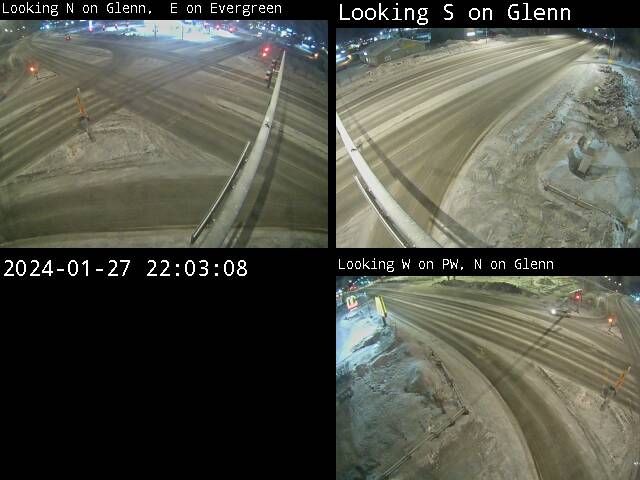 Looking N on Glenn, E on Evergreen
Looking S on Glenn
2024-01-27 22:03:08
Looking W on PW, N on Glenn